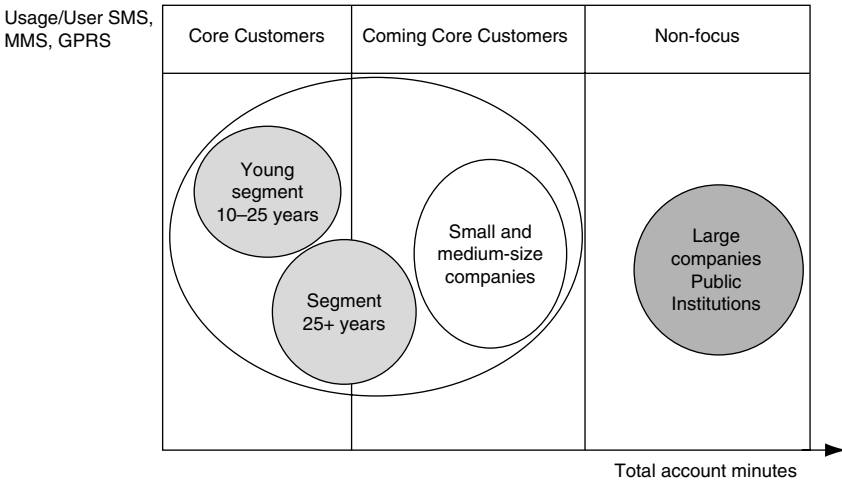 Usage/User SMS,
MMS, GPRS
Core Customers
Coming Core Customers
Non-focus
Young
segment
10–25 years
Segment
25+ years
Small and
medium-size
companies
Large
companies
Public
Institutions
Total account minutes